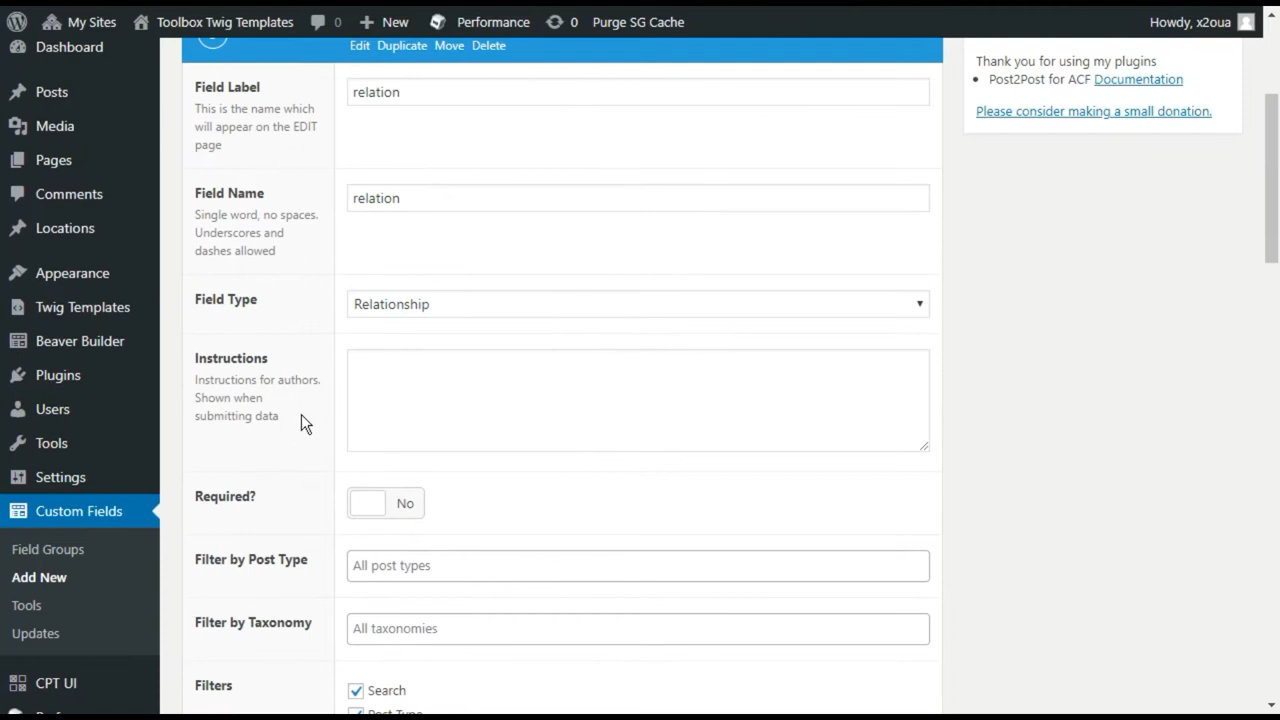 My Sites
Toolbox Twig Templates
0
New
Performance
0
Purge SG Cache
Howdy, x2oua
Dashboard
Posts
Media
Pages
Comments
Locations
Appearance
Twig Templates
Beaver Builder
Plugins
Users
Tools
Settings
Custom Fields
Field Groups
Add New
Tools
Updates
CPT UI
Edit Duplicate Move Delete
Field Label
This is the name which
will appear on the EDIT
page
relation
Field Name
Single word, no spaces.
Underscores and
dashes allowed
relation
Field Type
Relationship
Instructions
Instructions for authors.
Shown when
submitting data
Required?
No
Filter by Post Type
All post types
Filter by Taxonomy
All taxonomies
Filters
Search
Post Type
Thank you for using my plugins
Post2Post for ACF Documentation
Please consider making a small donation.